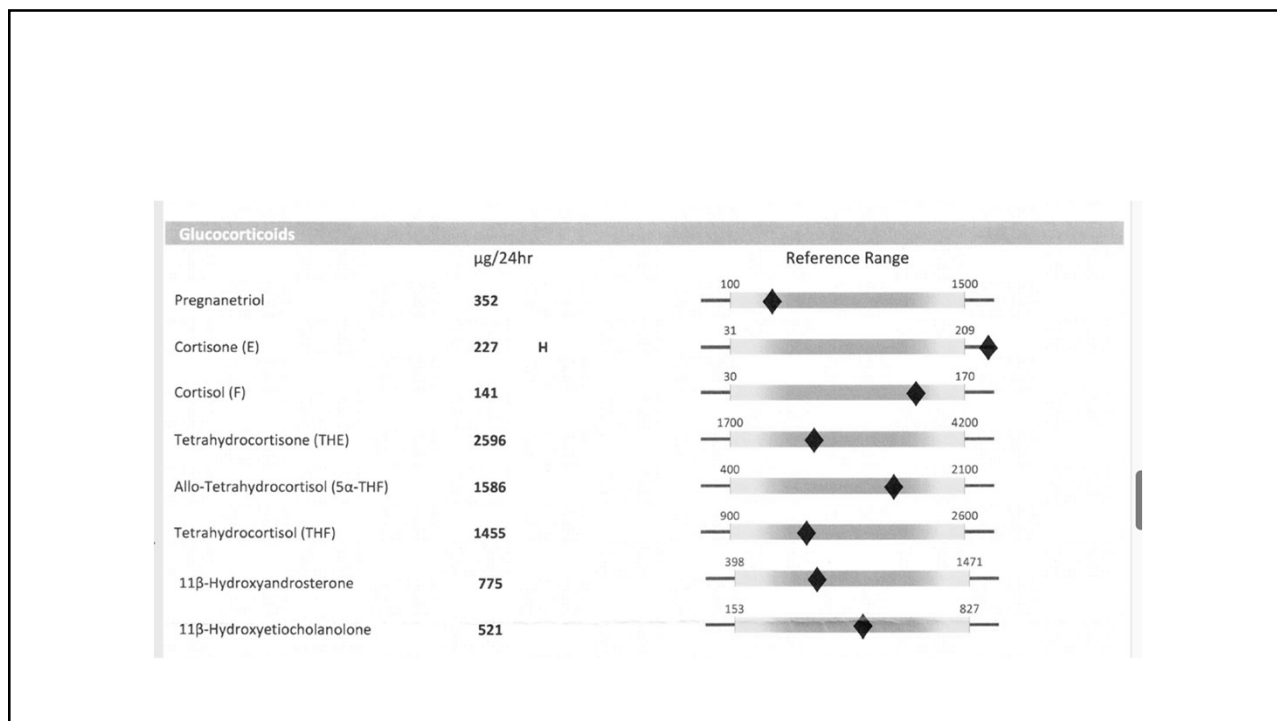 Glucocorticoids
µg/24hr Reference Range
Pregnanetriol 352 100 1500
Cortisone (E) 227 H 31 209
Cortisol (F) 141 30 170
Tetrahydrocortisone (THE) 2596 1700 4200
Allo-Tetrahydrocortisol (5α-THF) 1586 400 2100
Tetrahydrocortisol (THF) 1455 900 2600
11β-Hydroxyandrosterone 775 398 1471
11β-Hydroxyetiocholanolone 521 153 827